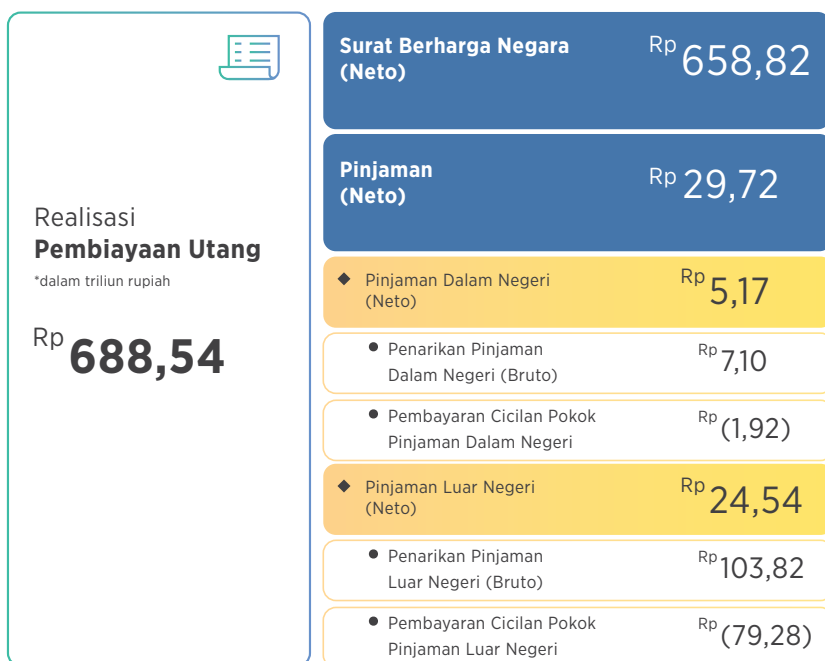 Realisasi
Pembiayaan Utang
*dalam triliun rupiah
Rp 688,54
Surat Berharga Negara
(Neto)
Rp 658,82
Pinjaman
(Neto)
Rp 29,72
◆ Pinjaman Dalam Negeri
(Neto)
Rp 5,17
● Penarikan Pinjaman
Dalam Negeri (Bruto)
Rp 7,10
● Pembayaran Cicilan Pokok
Pinjaman Dalam Negeri
Rp (1,92)
◆ Pinjaman Luar Negeri
(Neto)
Rp 24,54
● Penarikan Pinjaman
Luar Negeri (Bruto)
Rp 103,82
● Pembayaran Cicilan Pokok
Pinjaman Luar Negeri
Rp (79,28)